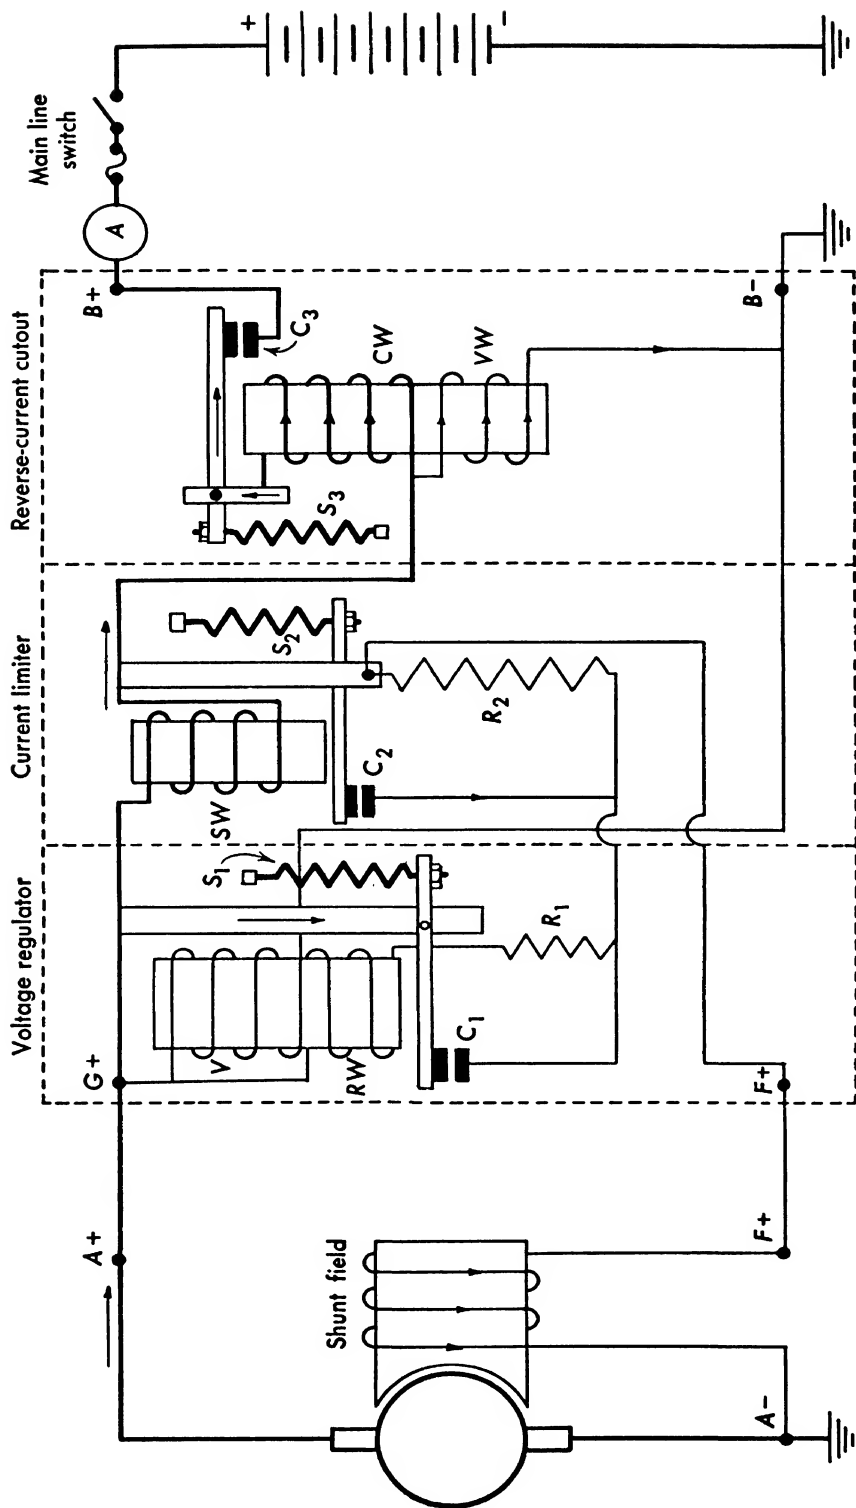 Voltage regulator
Current limiter
Reverse-current cutout
Main line
switch
A+
G+
B+
A
+
-
V
RW
S1
C1
R1
SW
S2
C2
R2
S3
C3
CW
VW
Shunt field
A-
F+
F+
B-